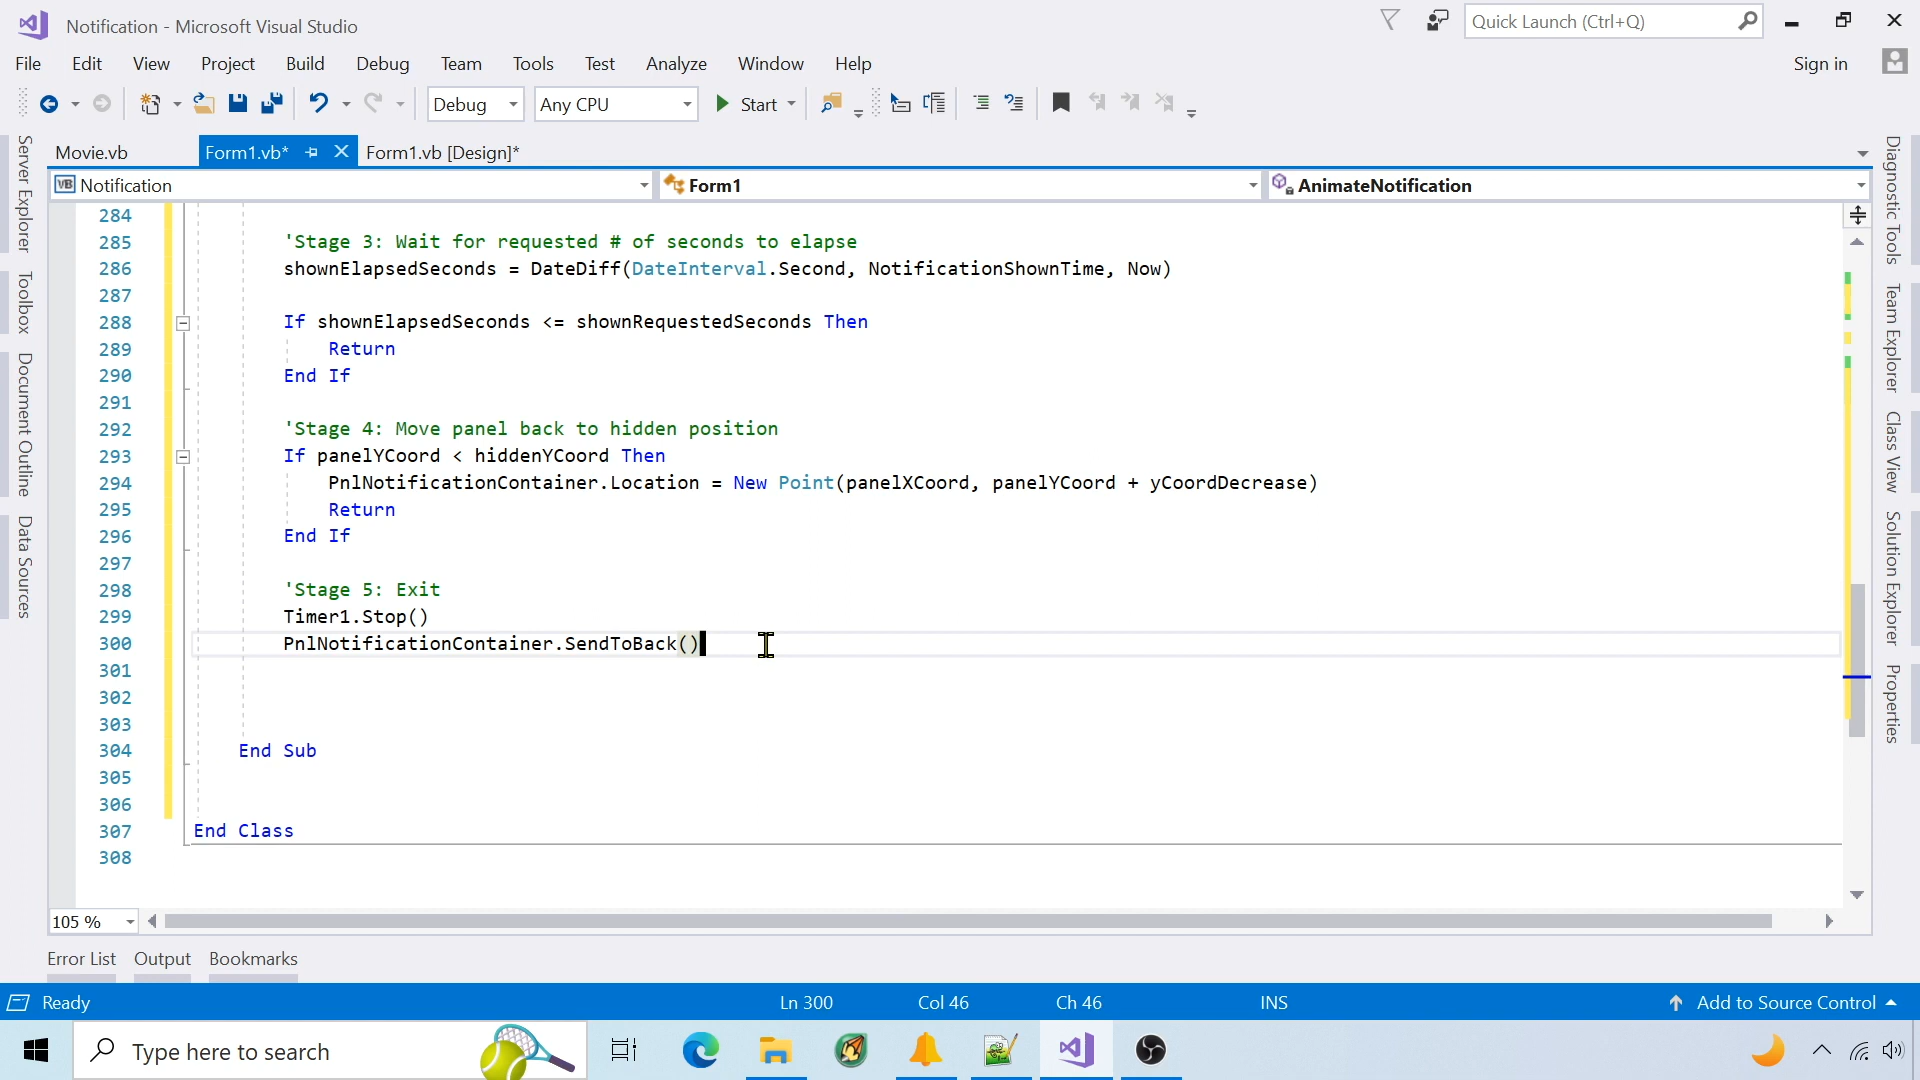 Notification - Microsoft Visual Studio
Quick Launch (Ctrl+Q)
File Edit View Project Build Debug Team Tools Test Analyze Window Help
Sign in
Debug Any CPU Start
Movie.vb Form1.vb* Form1.vb [Design]*
VB Notification Form1 AnimateNotification
284
285 'Stage 3: Wait for requested # of seconds to elapse
286 shownElapsedSeconds = DateDiff(DateInterval.Second, NotificationShownTime, Now)
287
288 If shownElapsedSeconds <= shownRequestedSeconds Then
289 Return
290 End If
291
292 'Stage 4: Move panel back to hidden position
293 If panelYCoord < hiddenYCoord Then
294 PnlNotificationContainer.Location = New Point(panelXCoord, panelYCoord + yCoordDecrease)
295 Return
296 End If
297
298 'Stage 5: Exit
299 Timer1.Stop()
300 PnlNotificationContainer.SendToBack()
301
302
303
304 End Sub
305
306
307 End Class
308
Server Explorer
Toolbox
Document Outline
Data Sources
Diagnostic Tools
Team Explorer
Class View
Solution Explorer
Properties
105 %
Error List Output Bookmarks
Ready Ln 300 Col 46 Ch 46 INS Add to Source Control
Type here to search